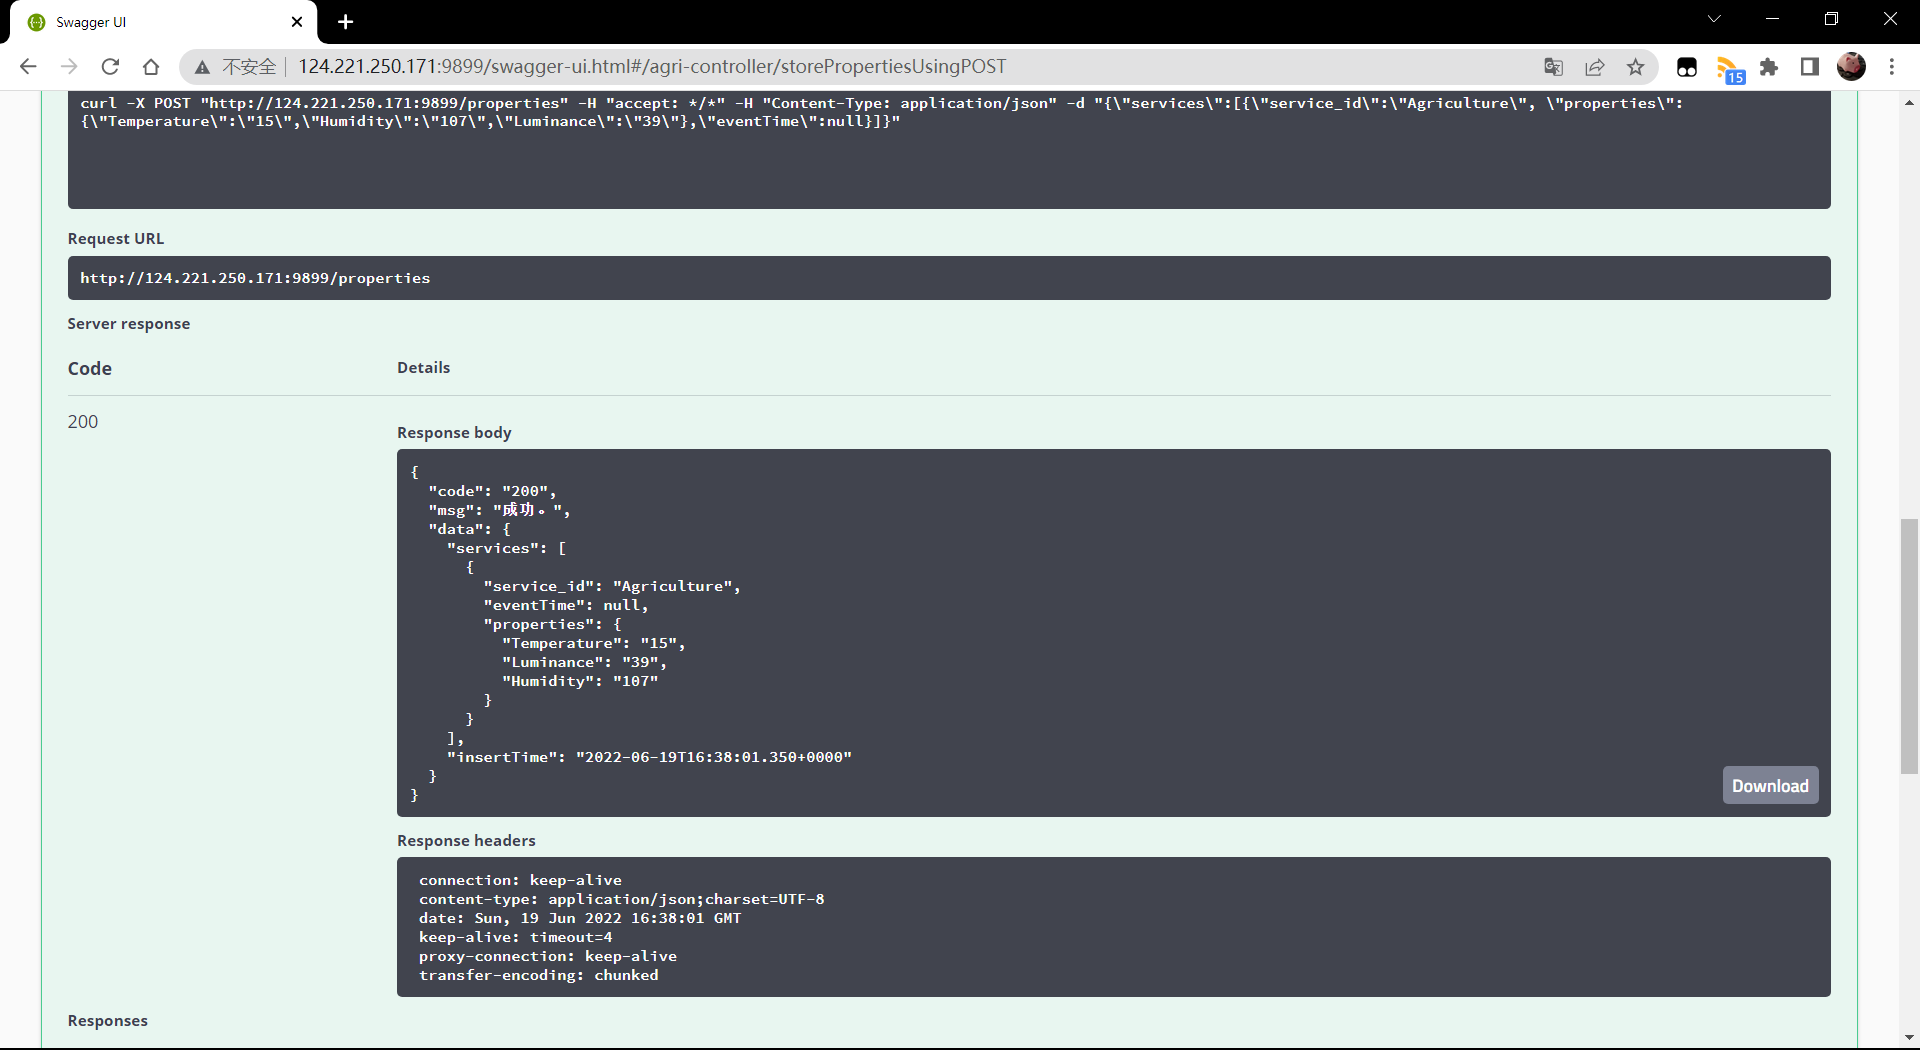 Swagger UI
不安全
124.221.250.171:9899/swagger-ui.html#/agri-controller/storePropertiesUsingPOST
15
curl -X POST "http://124.221.250.171:9899/properties" -H "accept: */*" -H "Content-Type: application/json" -d "{\"services\":[{\"service_id\":\"Agriculture\", \"properties\":
{\"Temperature\":\"15\",\"Humidity\":\"107\",\"Luminance\":\"39\"},\"eventTime\":null}]}"
Request URL
http://124.221.250.171:9899/properties
Server response
Code Details
200
Response body
{
"code": "200",
"msg": "成功。",
"data": {
"services": [
{
"service_id": "Agriculture",
"eventTime": null,
"properties": {
"Temperature": "15",
"Luminance": "39",
"Humidity": "107"
}
}
],
"insertTime": "2022-06-19T16:38:01.350+0000"
}
}
Download
Response headers
connection: keep-alive
content-type: application/json;charset=UTF-8
date: Sun, 19 Jun 2022 16:38:01 GMT
keep-alive: timeout=4
proxy-connection: keep-alive
transfer-encoding: chunked
Responses